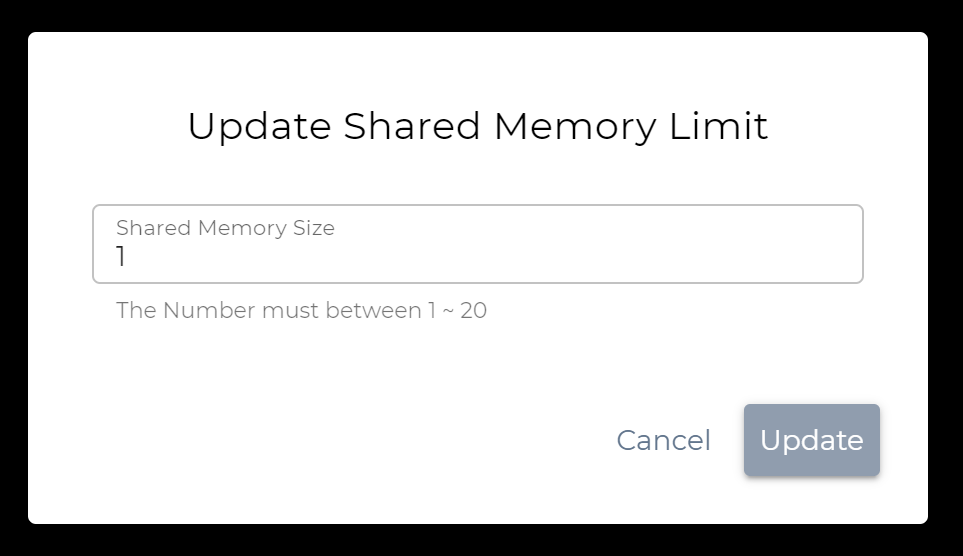 Update Shared Memory Limit
Shared Memory Size
1
The Number must between 1 ~ 20
Cancel Update